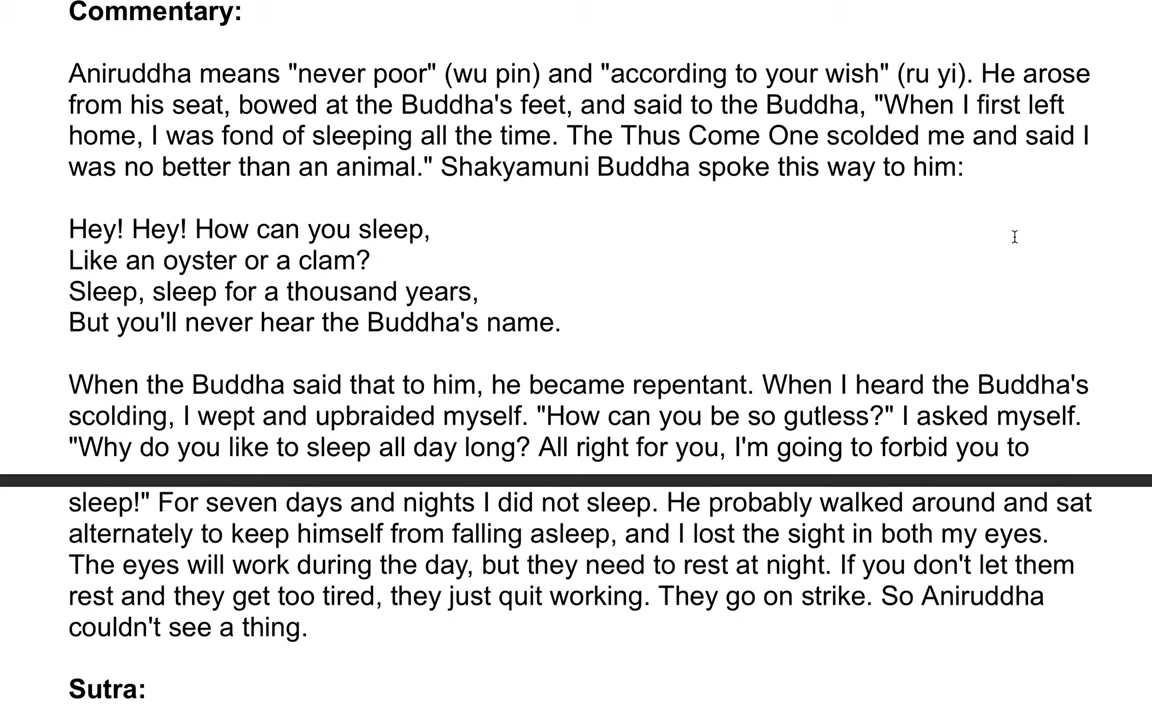 Commentary:
Aniruddha means "never poor" (wu pin) and "according to your wish" (ru yi). He arose
from his seat, bowed at the Buddha's feet, and said to the Buddha, "When I first left
home, I was fond of sleeping all the time. The Thus Come One scolded me and said I
was no better than an animal." Shakyamuni Buddha spoke this way to him:
Hey! Hey! How can you sleep,
Like an oyster or a clam?
Sleep, sleep for a thousand years,
But you'll never hear the Buddha's name.
When the Buddha said that to him, he became repentant. When I heard the Buddha's
scolding, I wept and upbraided myself. "How can you be so gutless?" I asked myself.
"Why do you like to sleep all day long? All right for you, I'm going to forbid you to
sleep!" For seven days and nights I did not sleep. He probably walked around and sat
alternately to keep himself from falling asleep, and I lost the sight in both my eyes.
The eyes will work during the day, but they need to rest at night. If you don't let them
rest and they get too tired, they just quit working. They go on strike. So Aniruddha
couldn't see a thing.
Sutra: